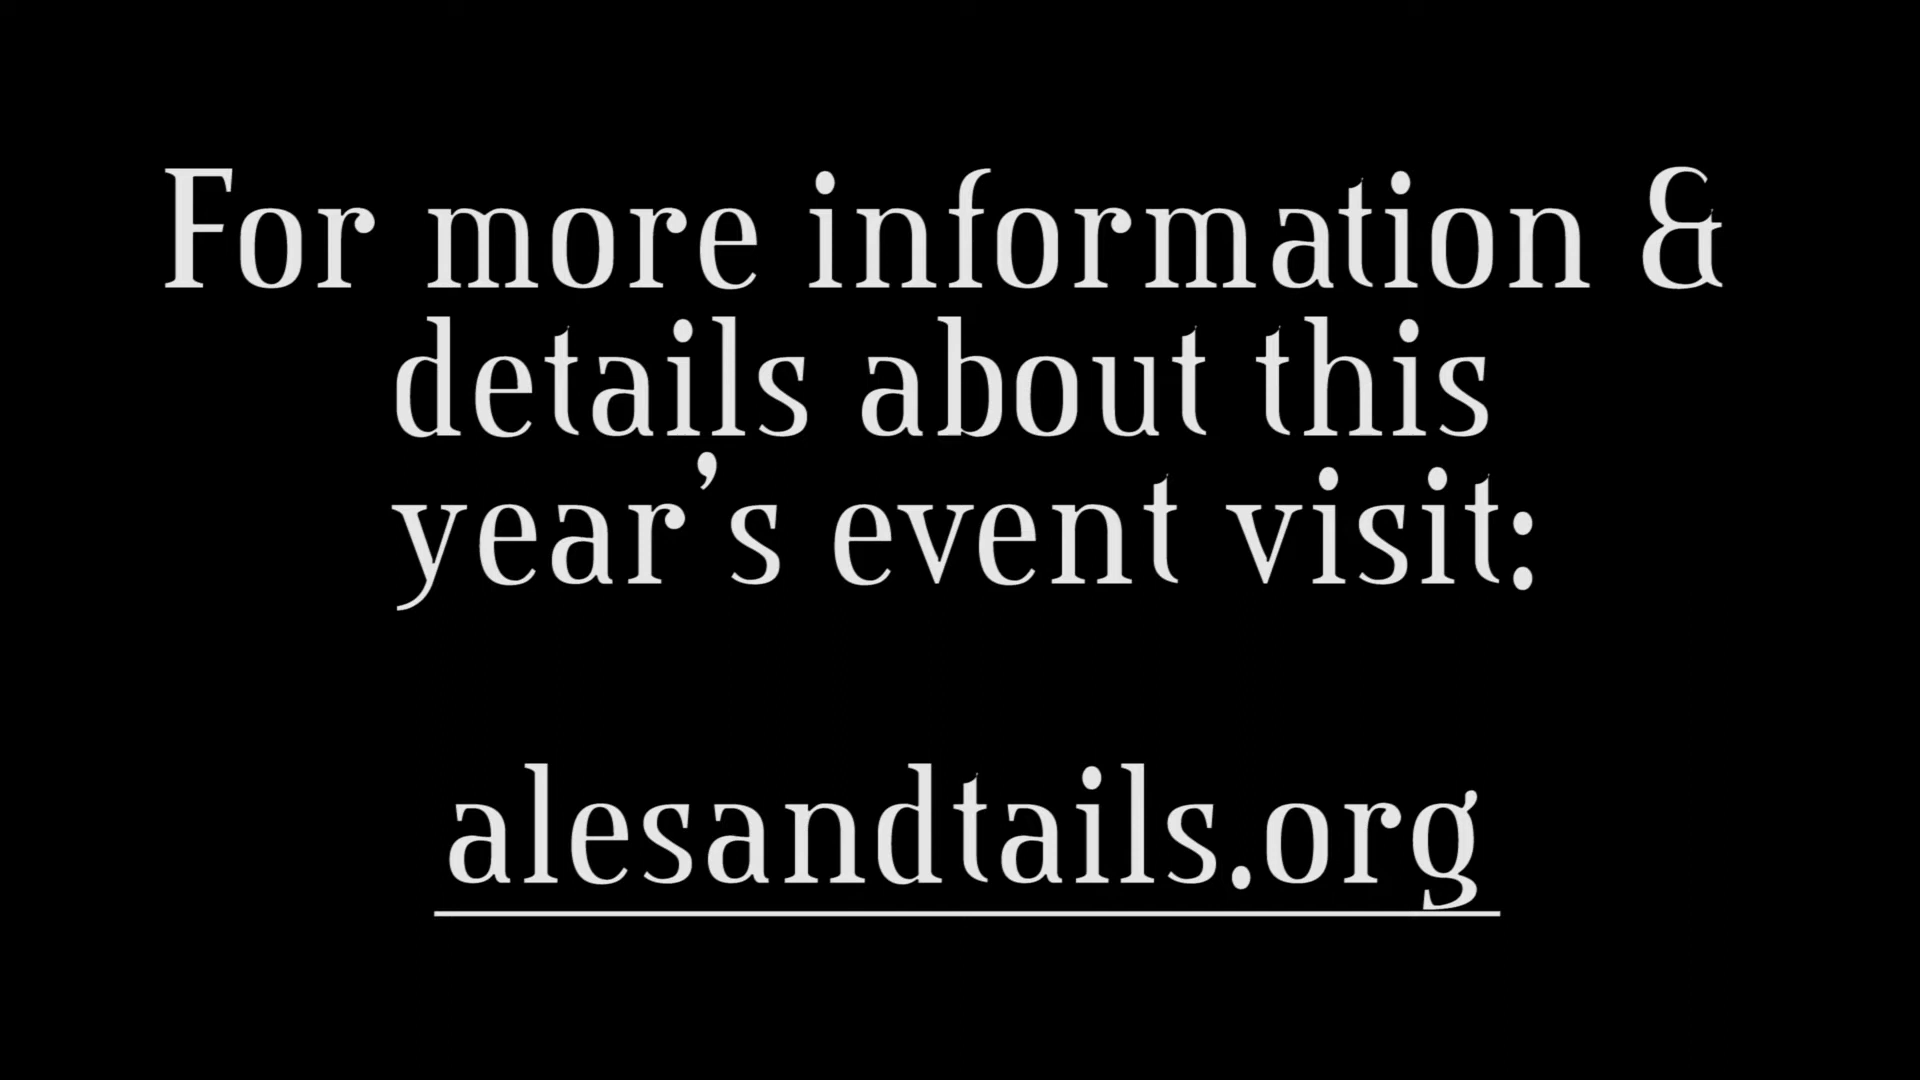 For more information &
details about this
year’s event visit:
alesandtails.org